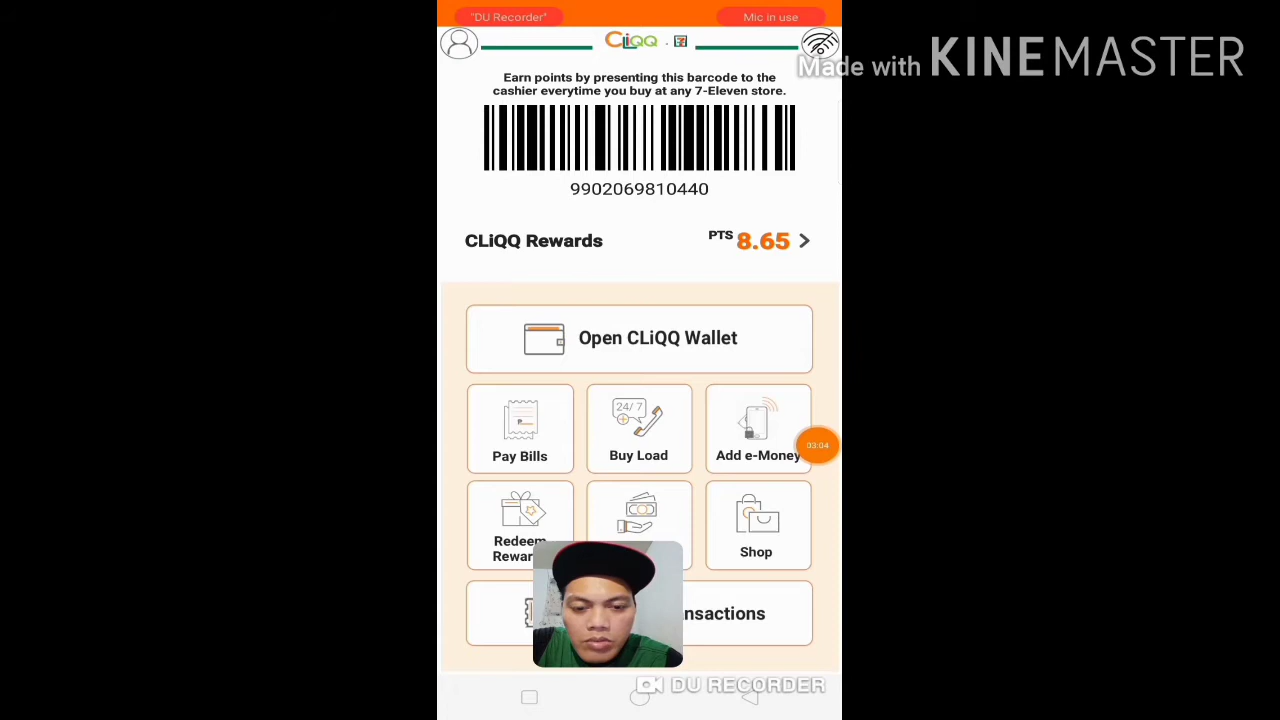 "DU Recorder"
Mic in use
CLiQQ
Made with KINEMASTER
Earn points by presenting this barcode to the
cashier everytime you buy at any 7-Eleven store.
9902069810440
CLiQQ Rewards
PTS 8.65
Open CLiQQ Wallet
24/7
Pay Bills
Buy Load
Add e-Money
03:04
Redeem
Rewar
Shop
nsactions
DU RECORDER